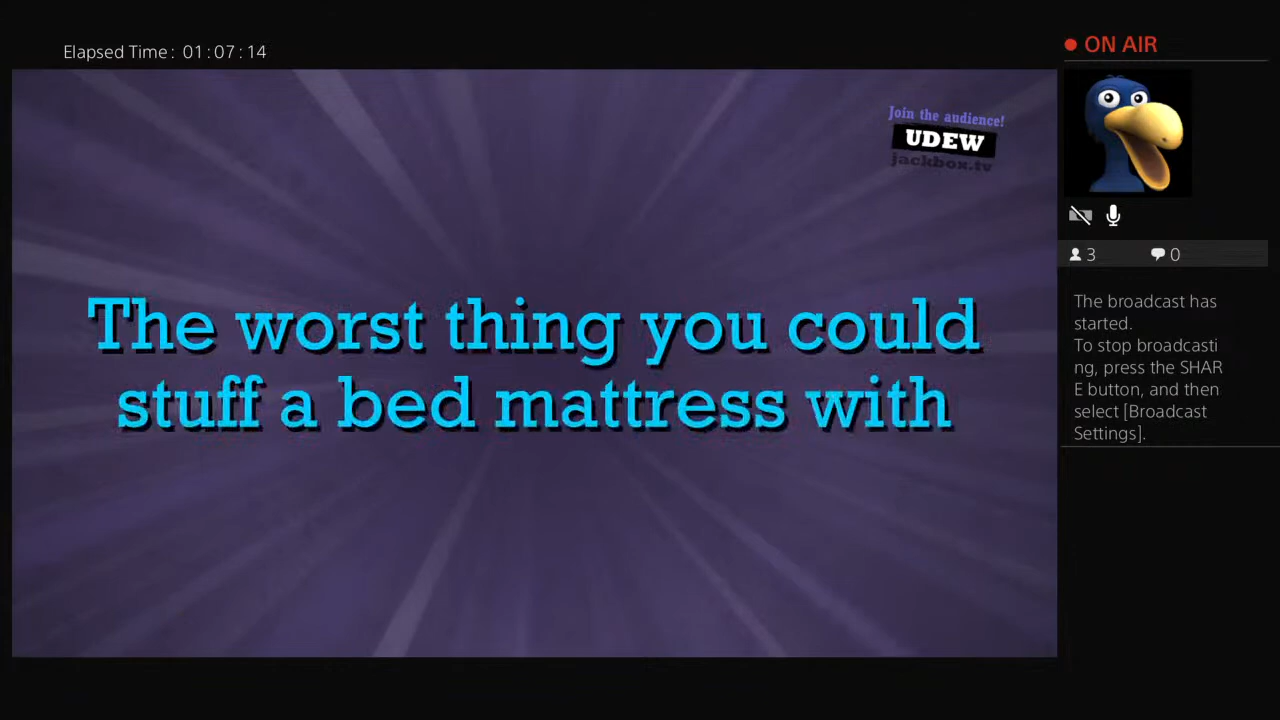 Elapsed Time: 01:07:14
ON AIR
Join the audience!
UDEW
jackbox.tv
3
0
The worst thing you could
stuff a bed mattress with
The broadcast has
started.
To stop broadcasti
ng, press the SHAR
E button, and then
select [Broadcast
Settings].